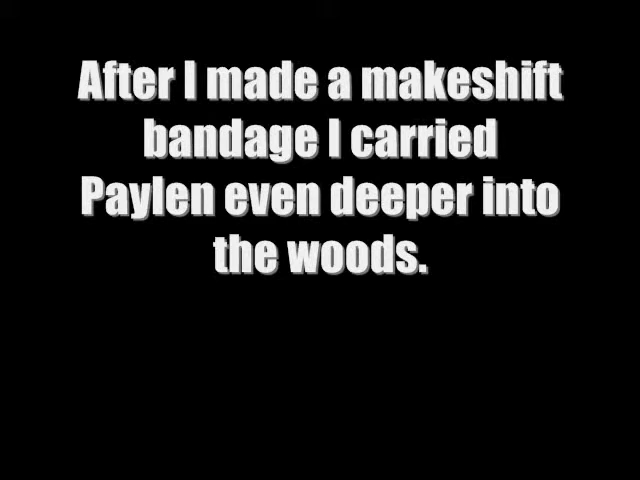 After I made a makeshift
bandage I carried
Paylen even deeper into
the woods.